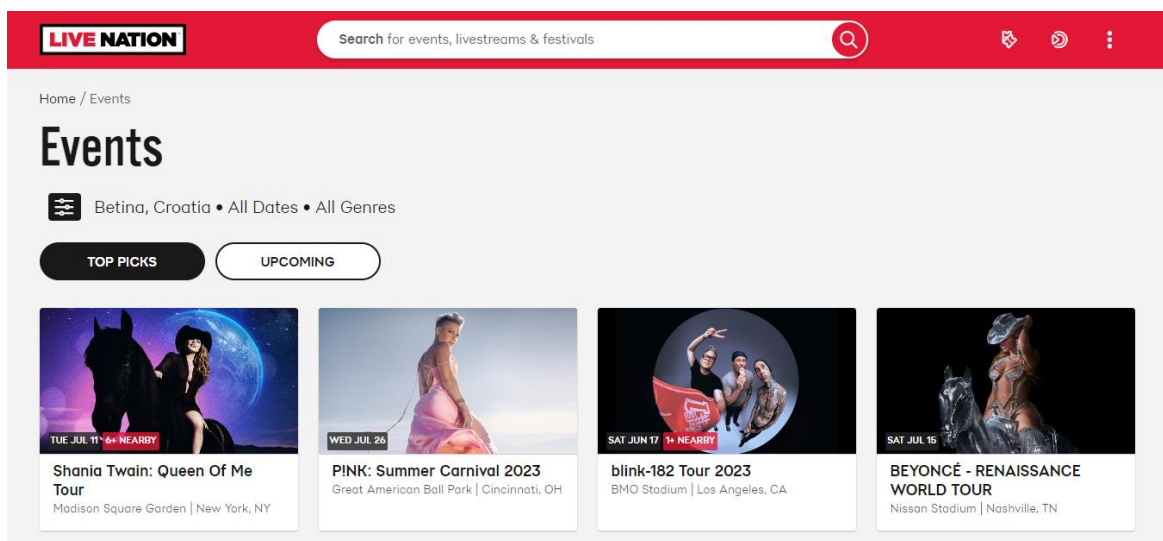 LIVE NATION
Search for events, livestreams & festivals
Home / Events
Events
Betina, Croatia • All Dates • All Genres
TOP PICKS
UPCOMING
TUE JUL 11
6+ NEARBY
Shania Twain: Queen Of Me
Tour
Madison Square Garden | New York, NY
WED JUL 26
P!NK: Summer Carnival 2023
Great American Ball Park | Cincinnati, OH
SAT JUN 17
1+ NEARBY
blink-182 Tour 2023
BMO Stadium | Los Angeles, CA
SAT JUL 15
BEYONCÉ - RENAISSANCE
WORLD TOUR
Nissan Stadium | Nashville, TN